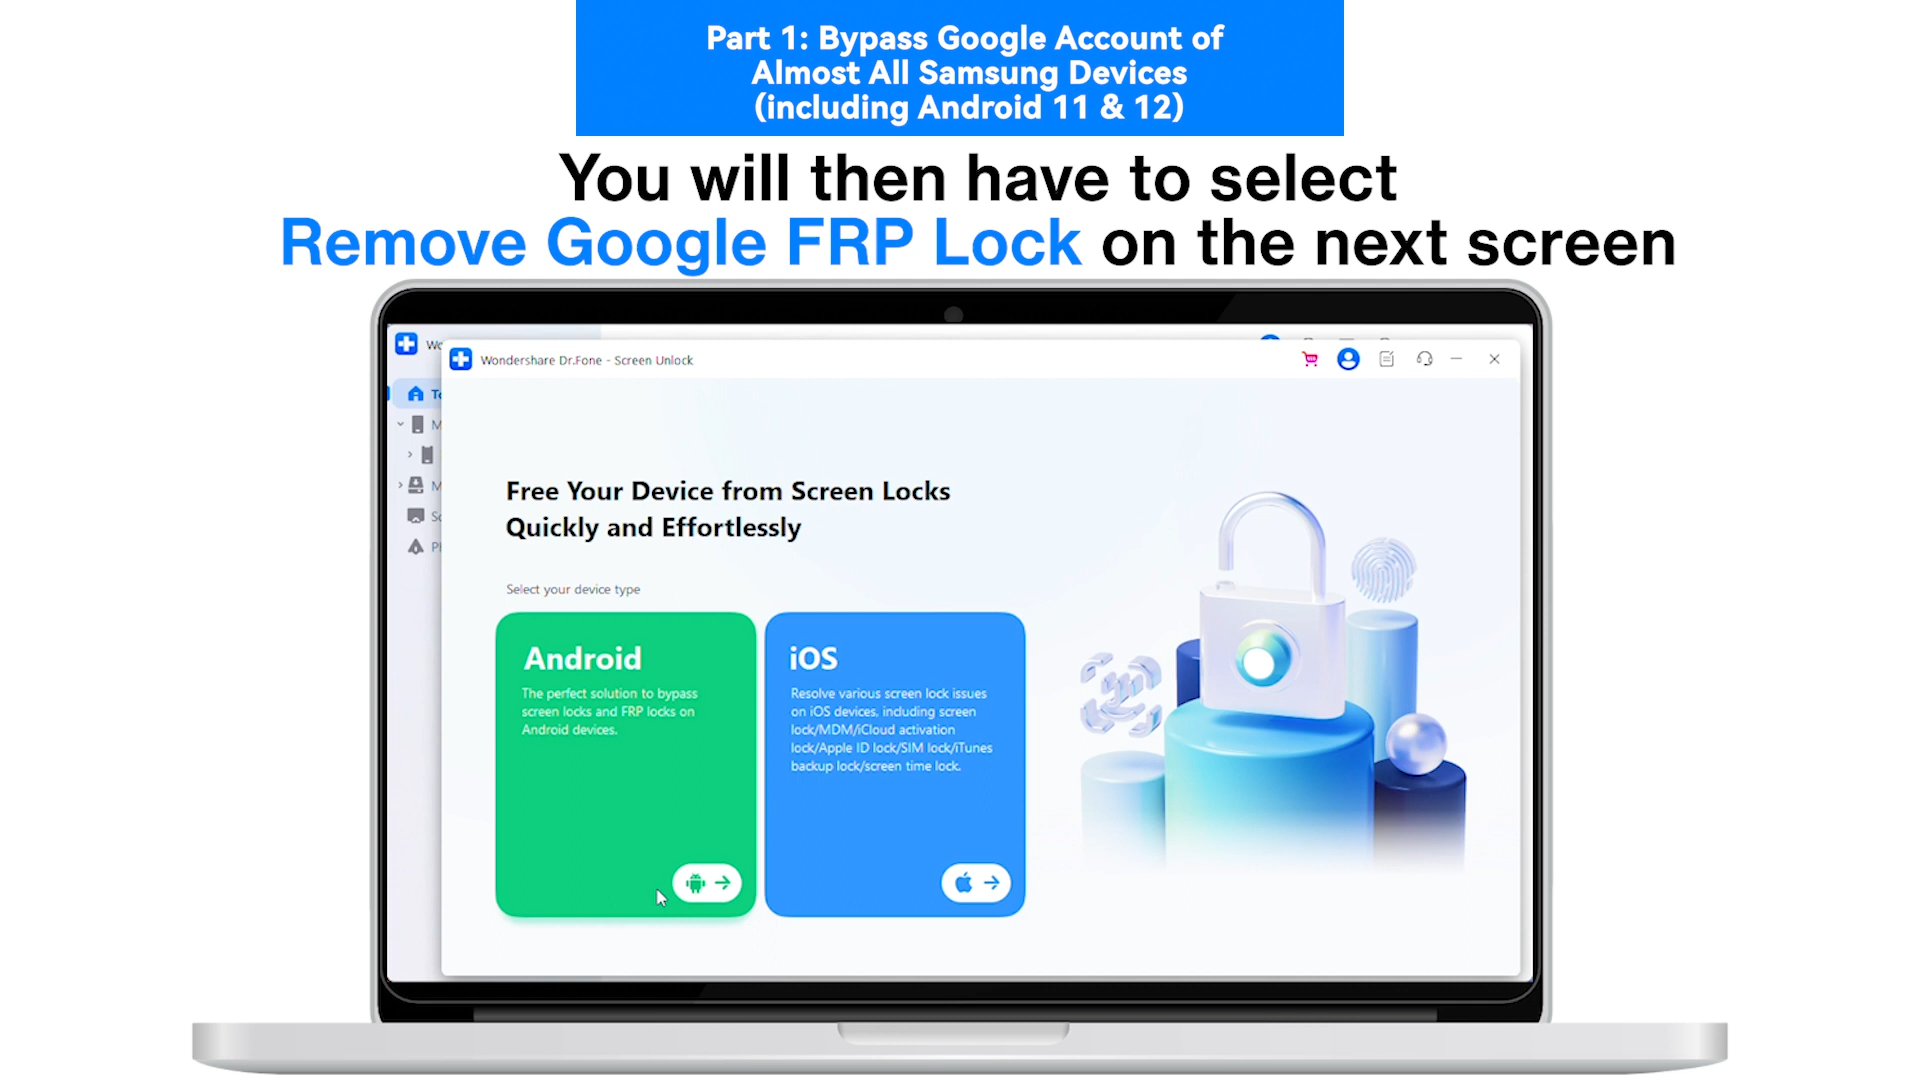 Part 1: Bypass Google Account of
Almost All Samsung Devices
(including Android 11 & 12)
You will then have to select
Remove Google FRP Lock on the next screen
Wondershare Dr.Fone - Screen Unlock
Free Your Device from Screen Locks
Quickly and Effortlessly
Select your device type
Android
The perfect solution to bypass
screen locks and FRP locks on
Android devices.
iOS
Resolve various screen lock issues
on iOS devices, including screen
lock/MDM/iCloud activation
lock/Apple ID lock/SIM lock/iTunes
backup lock/screen time lock.